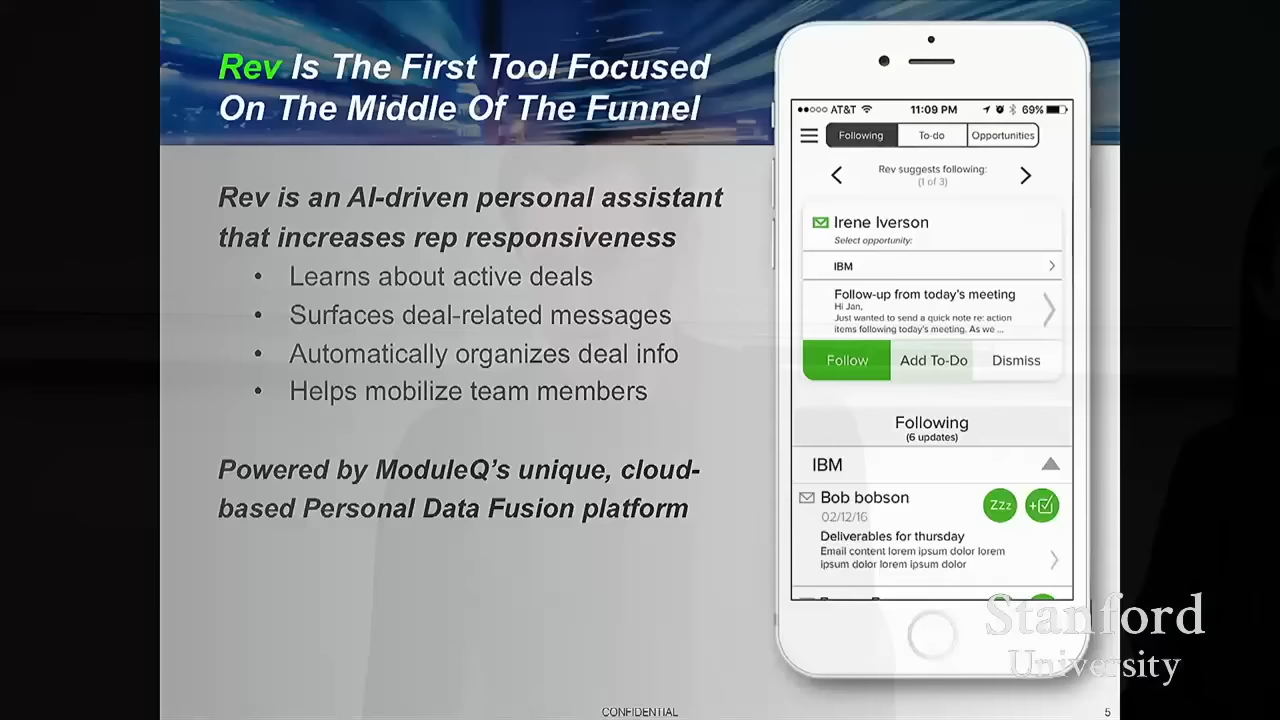 Rev Is The First Tool Focused
On The Middle Of The Funnel
Rev is an AI-driven personal assistant
that increases rep responsiveness
• Learns about active deals
• Surfaces deal-related messages
• Automatically organizes deal info
• Helps mobilize team members
Powered by ModuleQ's unique, cloud-
based Personal Data Fusion platform
AT&T 11:09 PM 69%
Following To-do Opportunities
Rev suggests following:
(1 of 3)
Irene Iverson
Select opportunity:
IBM
Follow-up from today's meeting
Hi Jan,
Just wanted to send a quick note re: action
items following today's meeting. As we ...
Follow Add To-Do Dismiss
Following
(6 updates)
IBM
Bob bobson
02/12/16
Zzz
Deliverables for thursday
Email content lorem ipsum dolor lorem
ipsum dolor lorem ipsum dolor
Stanford
University
CONFIDENTIAL
5